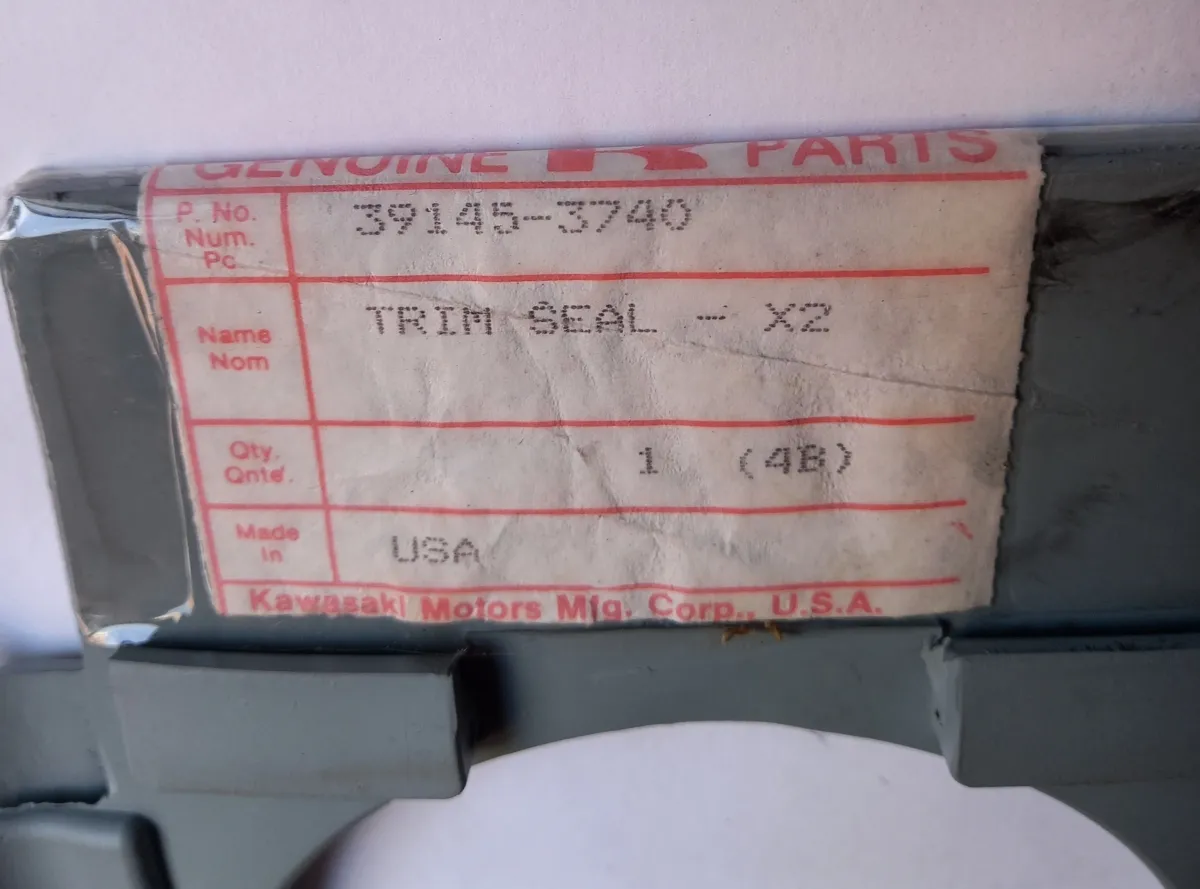 GENUINE PARTS
P. No.
Num.
Pc
39145-3740
Name
Nom
TRIM SEAL - X2
Qty.
Qnte'.
1 (4B)
Made
In
USA
Kawasaki Motors Mfg. Corp., U.S.A.